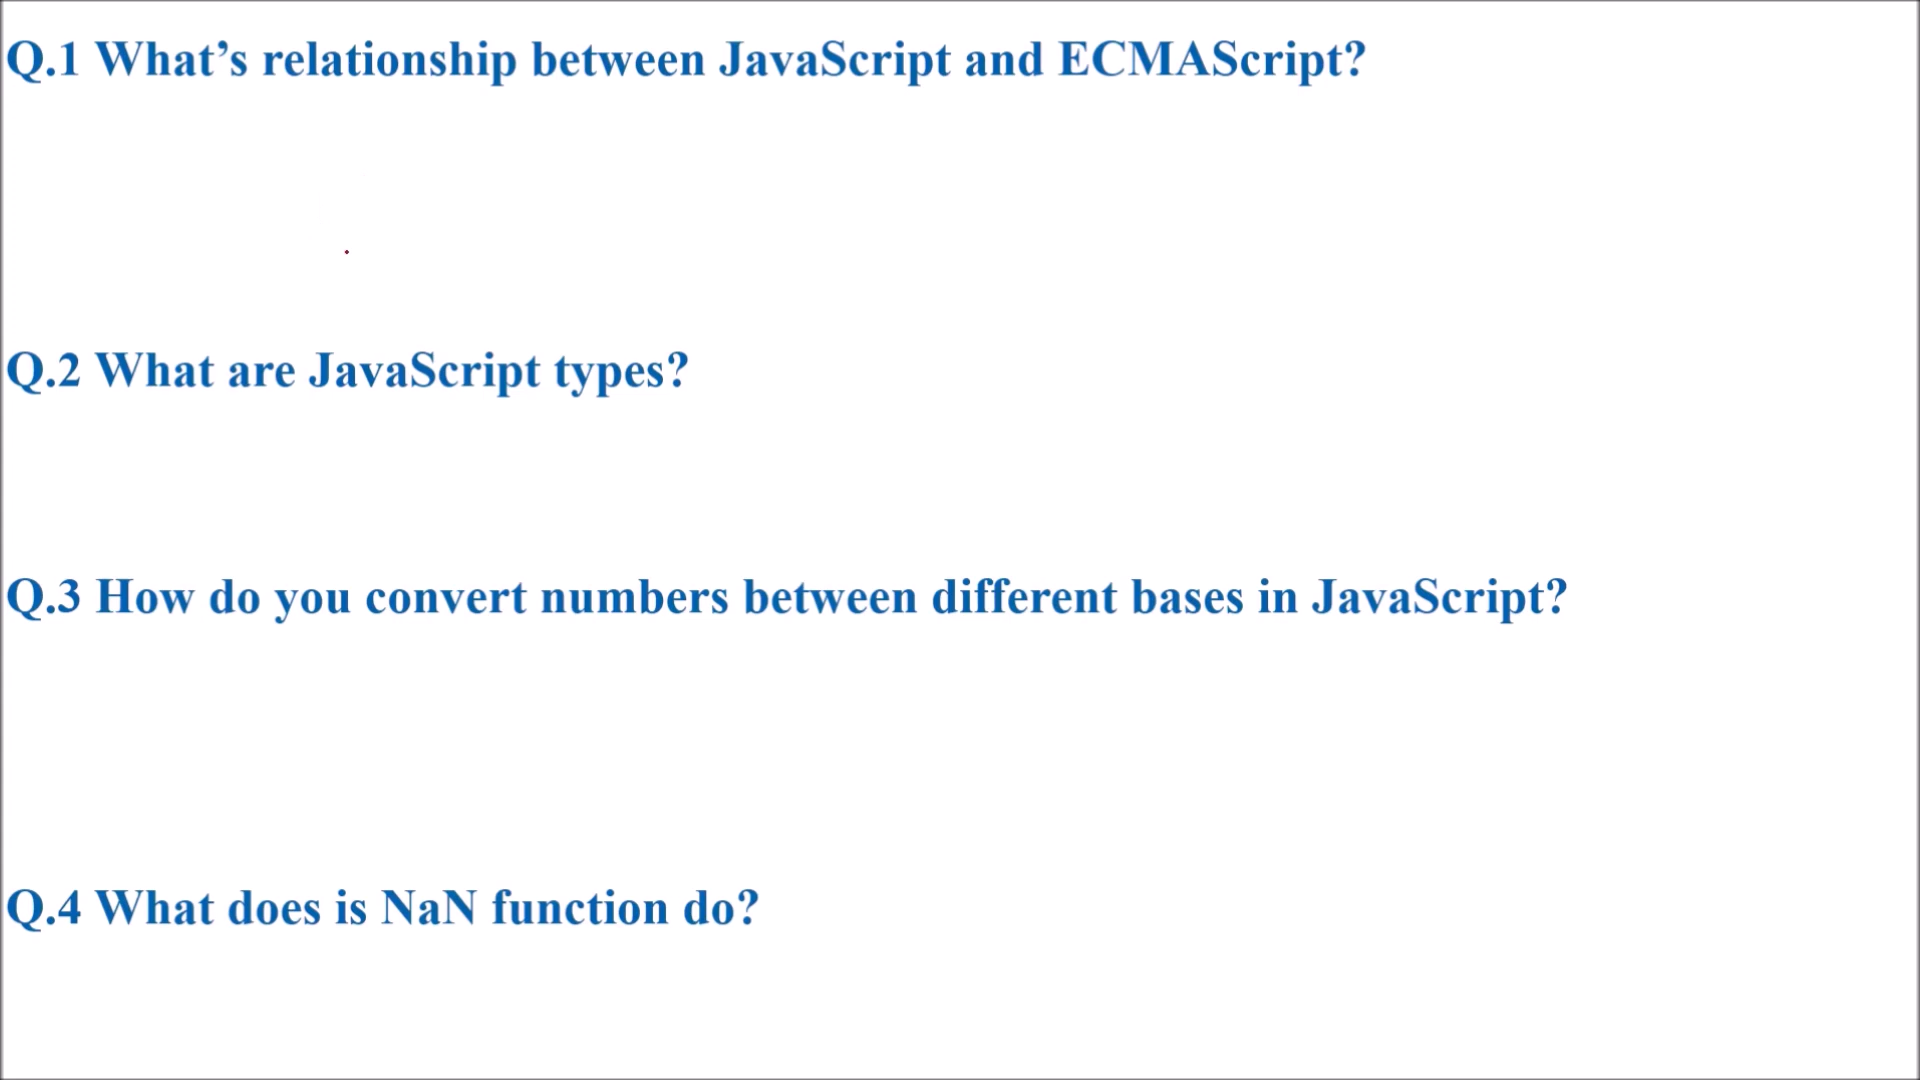 Q.1 What’s relationship between JavaScript and ECMAScript?
Q.2 What are JavaScript types?
Q.3 How do you convert numbers between different bases in JavaScript?
Q.4 What does is NaN function do?